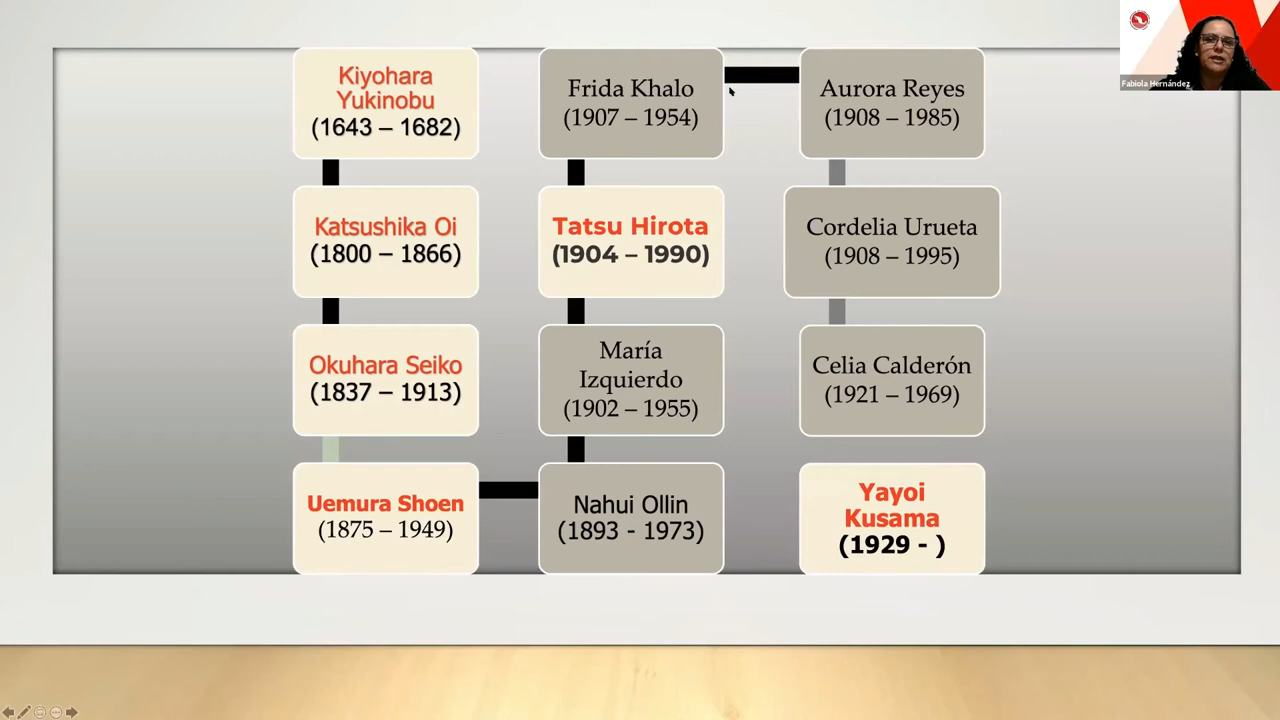 Kiyohara
Yukinobu
(1643 – 1682)
Katsushika Oi
(1800 – 1866)
Okuhara Seiko
(1837 – 1913)
Uemura Shoen
(1875 – 1949)
Frida Khalo
(1907 – 1954)
Tatsu Hirota
(1904 – 1990)
María
Izquierdo
(1902 – 1955)
Nahui Ollin
(1893 - 1973)
Aurora Reyes
(1908 – 1985)
Cordelia Urueta
(1908 – 1995)
Celia Calderón
(1921 – 1969)
Yayoi
Kusama
(1929 - )
Fabiola Hernández